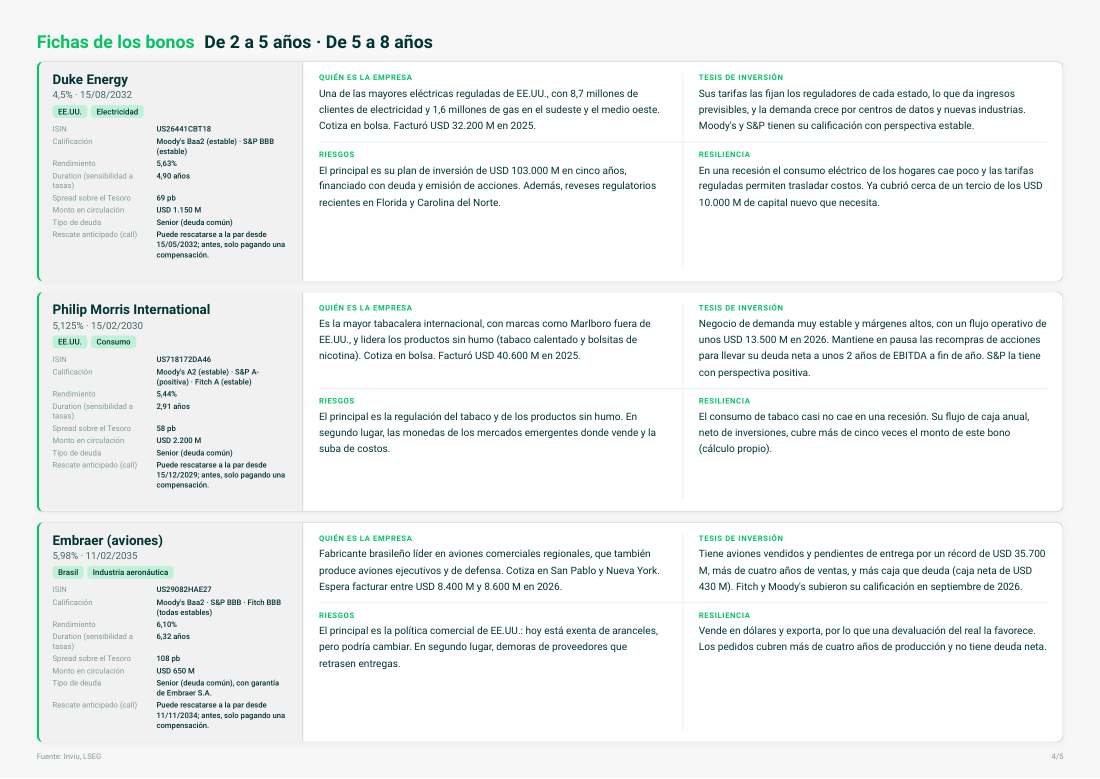 Fichas de los bonos De 2 a 5 años · De 5 a 8 años
Duke Energy
4,5% · 15/08/2032
EE.UU. Electricidad
ISIN US26441CBT18
Calificación Moody's Baa2 (estable) · S&P BBB
(estable)
Rendimiento 5,63%
Duration (sensibilidad a 4,90 años
tasas)
Spread sobre el Tesoro 69 pb
Monto en circulación USD 1.150 M
Tipo de deuda Senior (deuda común)
Rescate anticipado (call) Puede rescatarse a la par desde
15/05/2032; antes, solo pagando una
compensación.
QUIÉN ES LA EMPRESA
Una de las mayores eléctricas reguladas de EE.UU., con 8,7 millones de
clientes de electricidad y 1,6 millones de gas en el sudeste y el medio oeste.
Cotiza en bolsa. Facturó USD 32.200 M en 2025.
TESIS DE INVERSIÓN
Sus tarifas las fijan los reguladores de cada estado, lo que da ingresos
previsibles, y la demanda crece por centros de datos y nuevas industrias.
Moody's y S&P tienen su calificación con perspectiva estable.
RIESGOS
El principal es su plan de inversión de USD 103.000 M en cinco años,
financiado con deuda y emisión de acciones. Además, reveses regulatorios
recientes en Florida y Carolina del Norte.
RESILIENCIA
En una recesión el consumo eléctrico de los hogares cae poco y las tarifas
reguladas permiten trasladar costos. Ya cubrió cerca de un tercio de los USD
10.000 M de capital nuevo que necesita.
Philip Morris International
5,125% · 15/02/2030
EE.UU. Consumo
ISIN US718172DA46
Calificación Moody's A2 (estable) · S&P A-
(positiva) · Fitch A (estable)
Rendimiento 5,44%
Duration (sensibilidad a 2,91 años
tasas)
Spread sobre el Tesoro 58 pb
Monto en circulación USD 2.200 M
Tipo de deuda Senior (deuda común)
Rescate anticipado (call) Puede rescatarse a la par desde
15/12/2029; antes, solo pagando una
compensación.
QUIÉN ES LA EMPRESA
Es la mayor tabacalera internacional, con marcas como Marlboro fuera de
EE.UU., y lidera los productos sin humo (tabaco calentado y bolsitas de
nicotina). Cotiza en bolsa. Facturó USD 40.600 M en 2025.
TESIS DE INVERSIÓN
Negocio de demanda muy estable y márgenes altos, con un flujo operativo de
unos USD 13.500 M en 2026. Mantiene en pausa las recompras de acciones
para llevar su deuda neta a unos 2 años de EBITDA a fin de año. S&P la tiene
con perspectiva positiva.
RIESGOS
El principal es la regulación del tabaco y de los productos sin humo. En
segundo lugar, las monedas de los mercados emergentes donde vende y la
suba de costos.
RESILIENCIA
El consumo de tabaco casi no cae en una recesión. Su flujo de caja anual,
neto de inversiones, cubre más de cinco veces el monto de este bono
(cálculo propio).
Embraer (aviones)
5,98% · 11/02/2035
Brasil Industria aeronáutica
ISIN US29082HAE27
Calificación Moody's Baa2 · S&P BBB · Fitch BBB
(todas estables)
Rendimiento 6,10%
Duration (sensibilidad a 6,32 años
tasas)
Spread sobre el Tesoro 108 pb
Monto en circulación USD 650 M
Tipo de deuda Senior (deuda común), con garantía
de Embraer S.A.
Rescate anticipado (call) Puede rescatarse a la par desde
11/11/2034; antes, solo pagando una
compensación.
QUIÉN ES LA EMPRESA
Fabricante brasileño líder en aviones comerciales regionales, que también
produce aviones ejecutivos y de defensa. Cotiza en San Pablo y Nueva York.
Espera facturar entre USD 8.400 M y 8.600 M en 2026.
TESIS DE INVERSIÓN
Tiene aviones vendidos y pendientes de entrega por un récord de USD 35.700
M, más de cuatro años de ventas, y más caja que deuda (caja neta de USD
430 M). Fitch y Moody's subieron su calificación en septiembre de 2026.
RIESGOS
El principal es la política comercial de EE.UU.: hoy está exenta de aranceles,
pero podría cambiar. En segundo lugar, demoras de proveedores que
retrasen entregas.
RESILIENCIA
Vende en dólares y exporta, por lo que una devaluación del real la favorece.
Los pedidos cubren más de cuatro años de producción y no tiene deuda neta.
Fuente: Inviu, LSEG 4/5